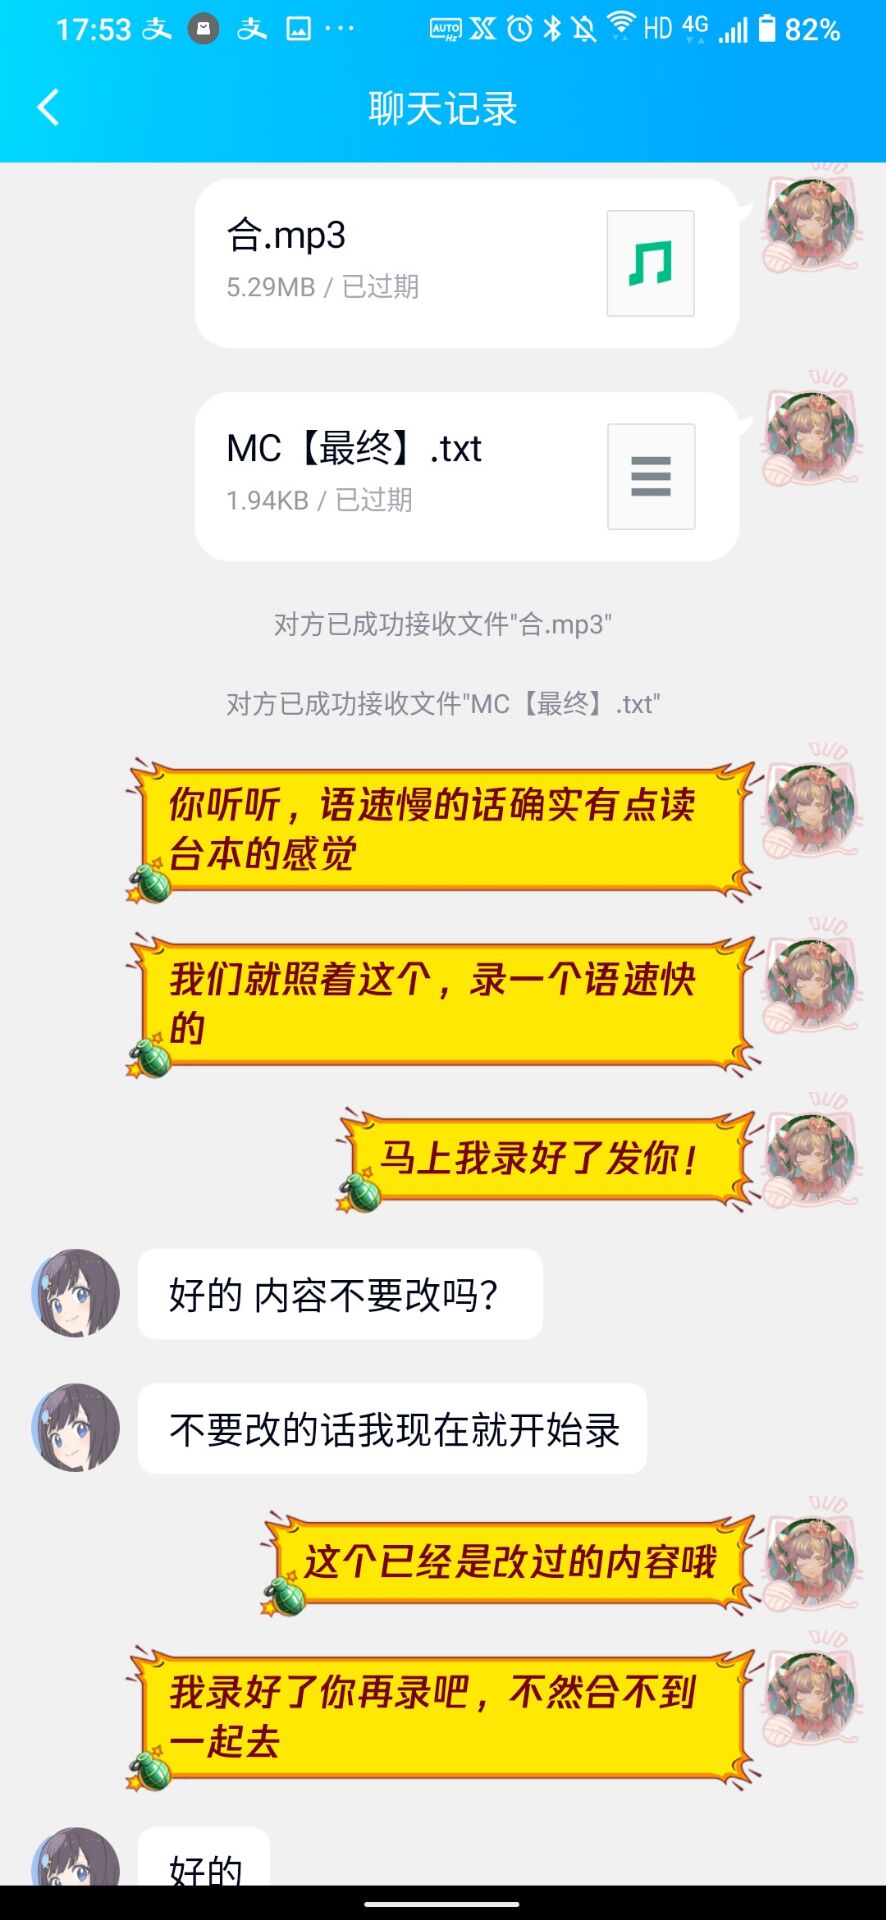 17:53 支 支 ··· AUTO Hz HD 4G 82%
聊天记录
合.mp3
5.29MB / 已过期
MC【最终】.txt
1.94KB / 已过期
对方已成功接收文件"合.mp3"
对方已成功接收文件"MC【最终】.txt"
你听听，语速慢的话确实有点读
台本的感觉
我们就照着这个，录一个语速快
的
马上我录好了发你！
好的 内容不要改吗？
不要改的话我现在就开始录
这个已经是改过的内容哦
我录好了你再录吧，不然合不到
一起去
好的